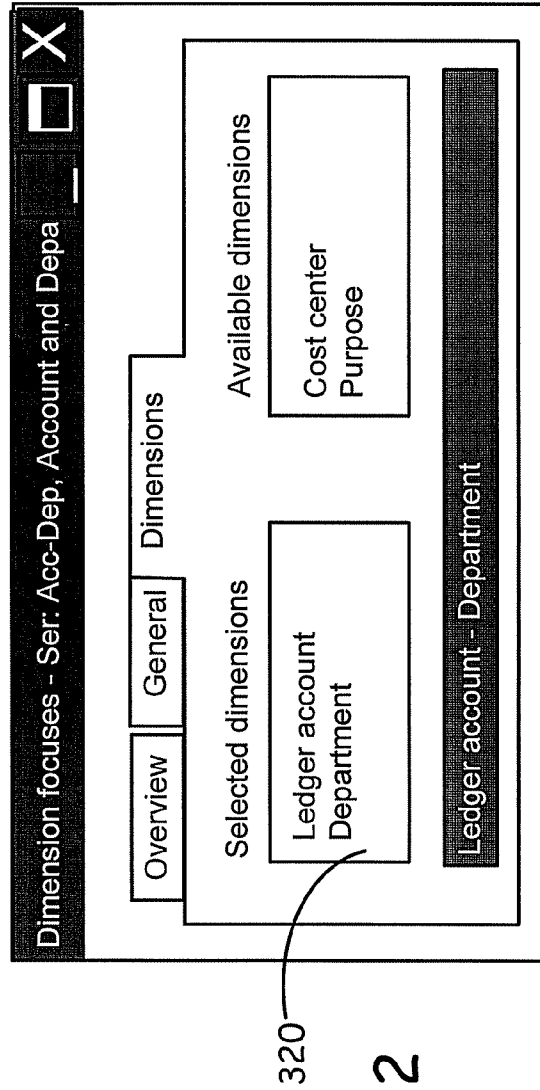 Dimension focuses - Ser: Acc-Dep, Account and Depa
Overview
General
Dimensions
Selected dimensions
Available dimensions
Ledger account
Department
Cost center
Purpose
Ledger account - Department
320
2